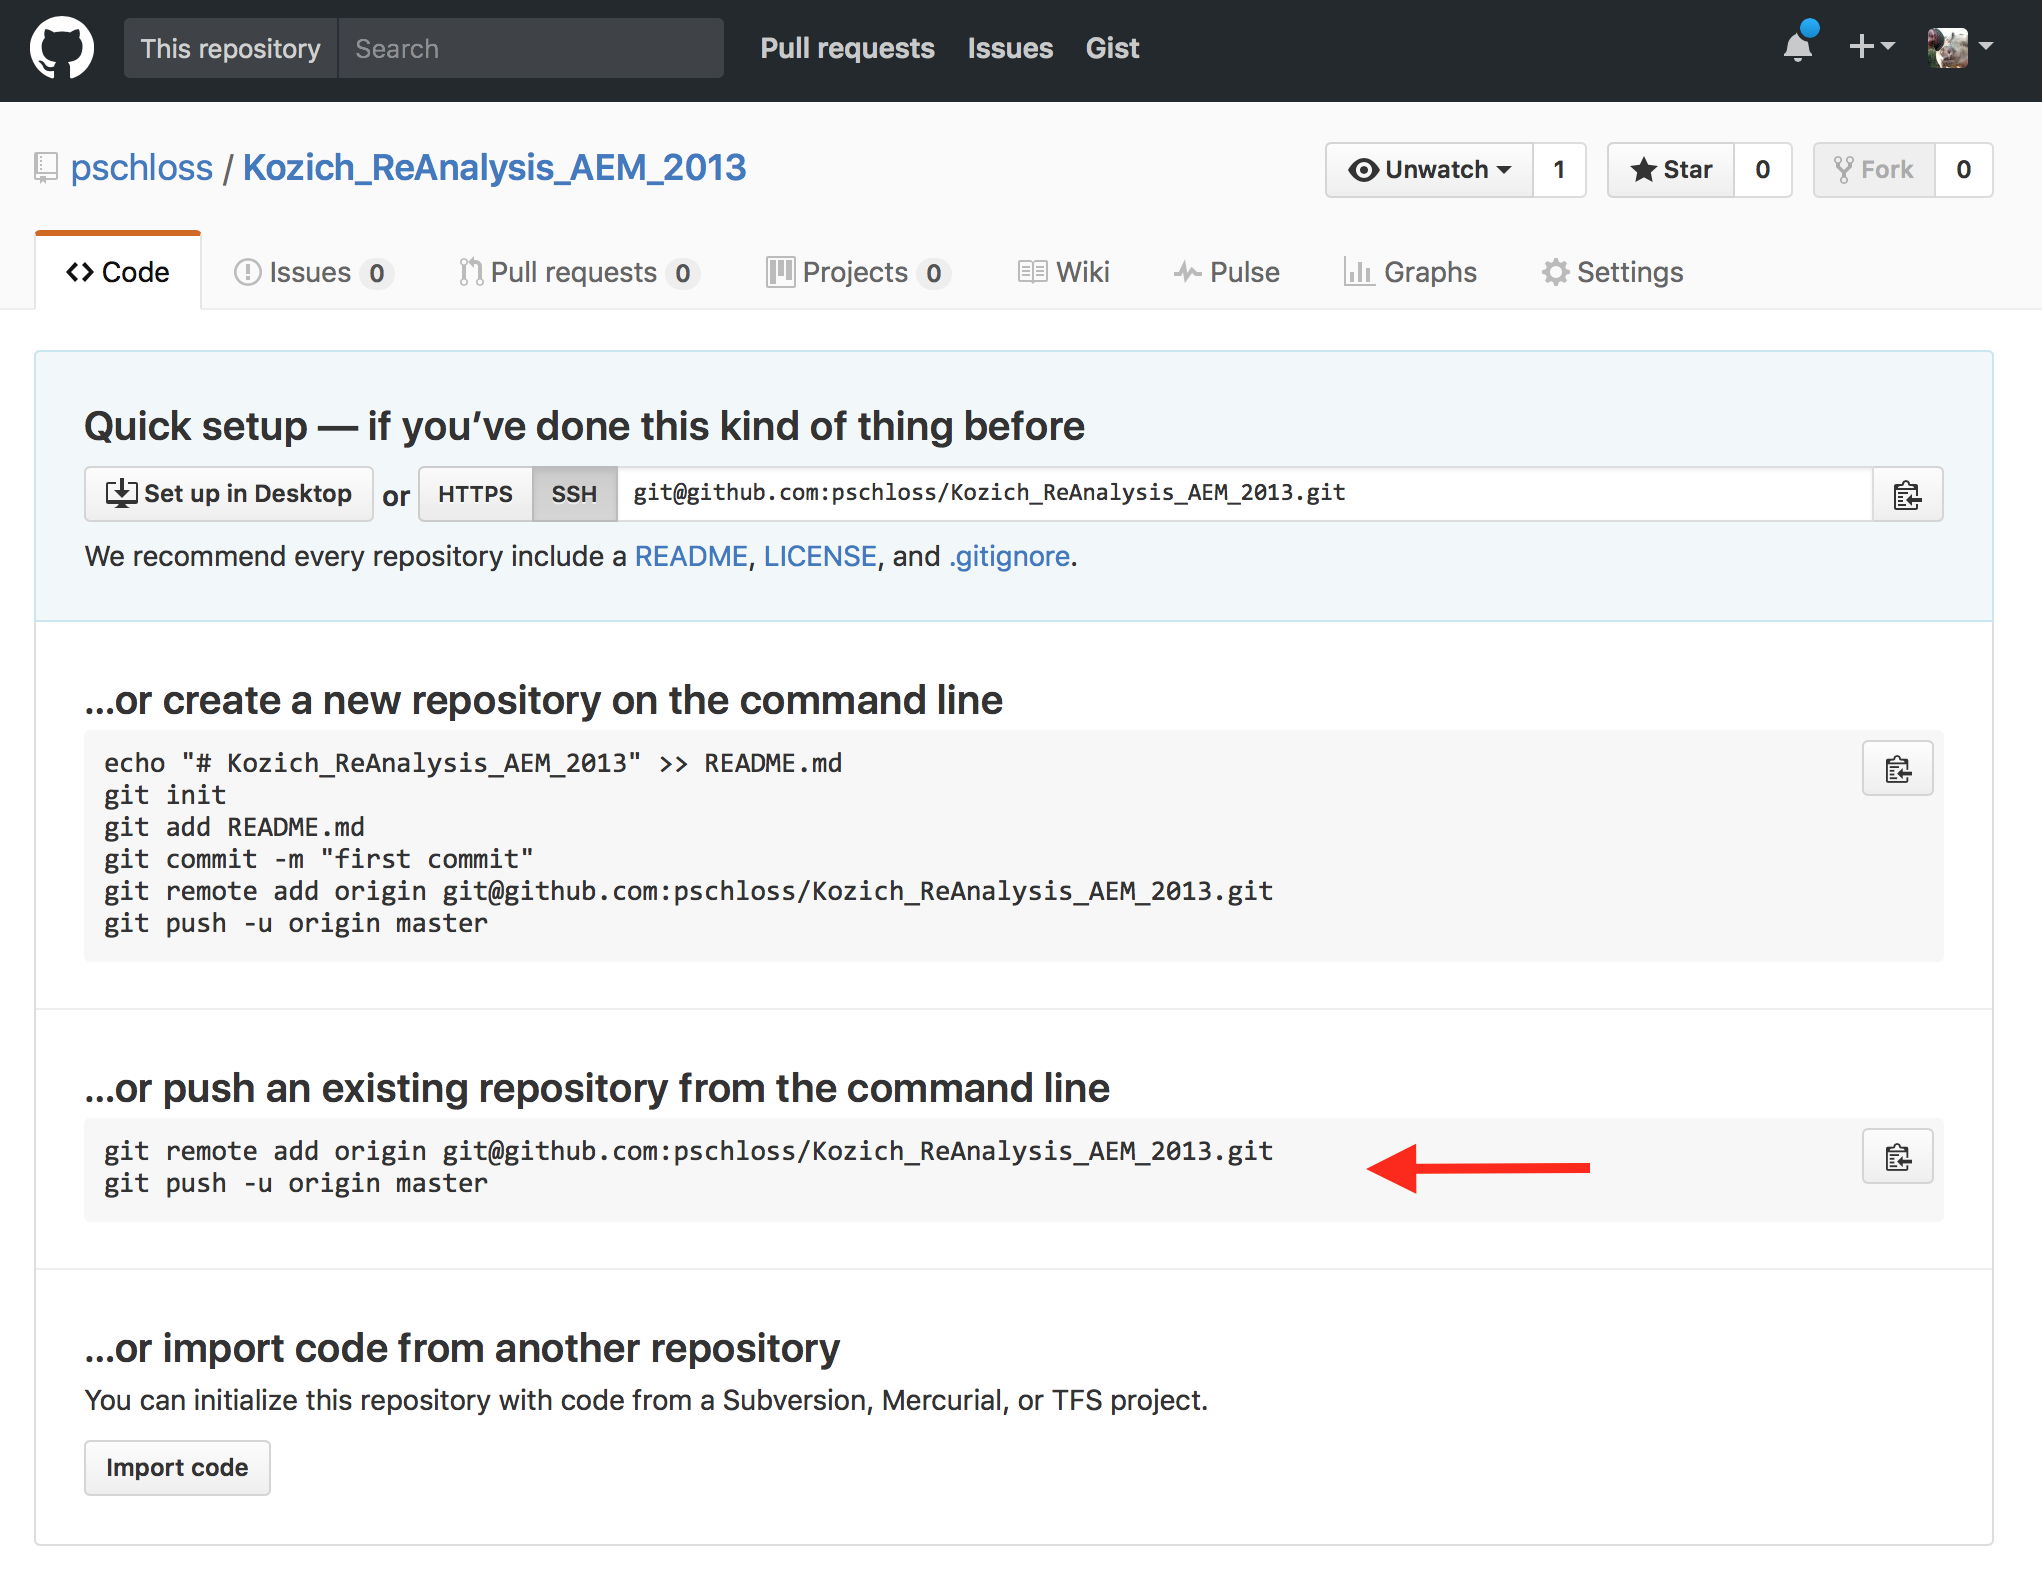 This repository Search Pull requests Issues Gist
pschloss / Kozich_ReAnalysis_AEM_2013 Unwatch 1 Star 0 Fork 0
Code Issues 0 Pull requests 0 Projects 0 Wiki Pulse Graphs Settings
Quick setup — if you’ve done this kind of thing before
Set up in Desktop or HTTPS SSH git@github.com:pschloss/Kozich_ReAnalysis_AEM_2013.git
We recommend every repository include a README, LICENSE, and .gitignore.
…or create a new repository on the command line
echo "# Kozich_ReAnalysis_AEM_2013" >> README.md
git init
git add README.md
git commit -m "first commit"
git remote add origin git@github.com:pschloss/Kozich_ReAnalysis_AEM_2013.git
git push -u origin master
…or push an existing repository from the command line
git remote add origin git@github.com:pschloss/Kozich_ReAnalysis_AEM_2013.git
git push -u origin master
…or import code from another repository
You can initialize this repository with code from a Subversion, Mercurial, or TFS project.
Import code